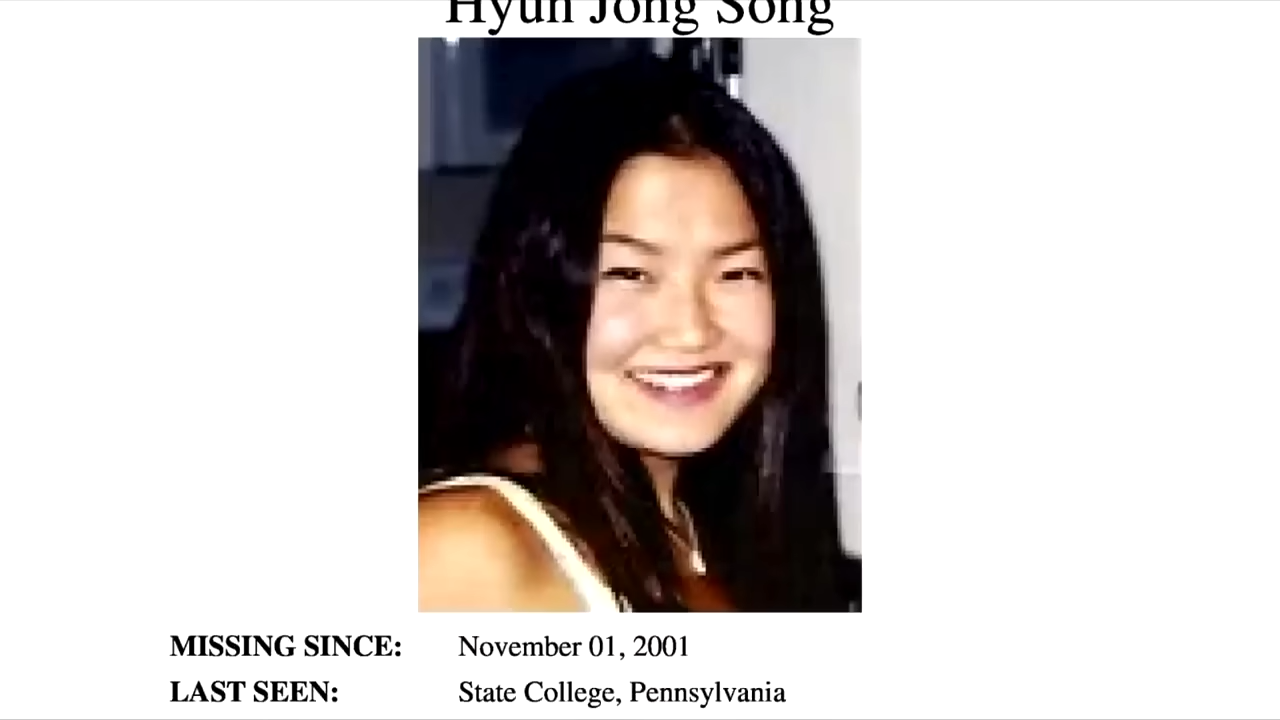 Hyun Jong Song
MISSING SINCE: November 01, 2001
LAST SEEN: State College, Pennsylvania